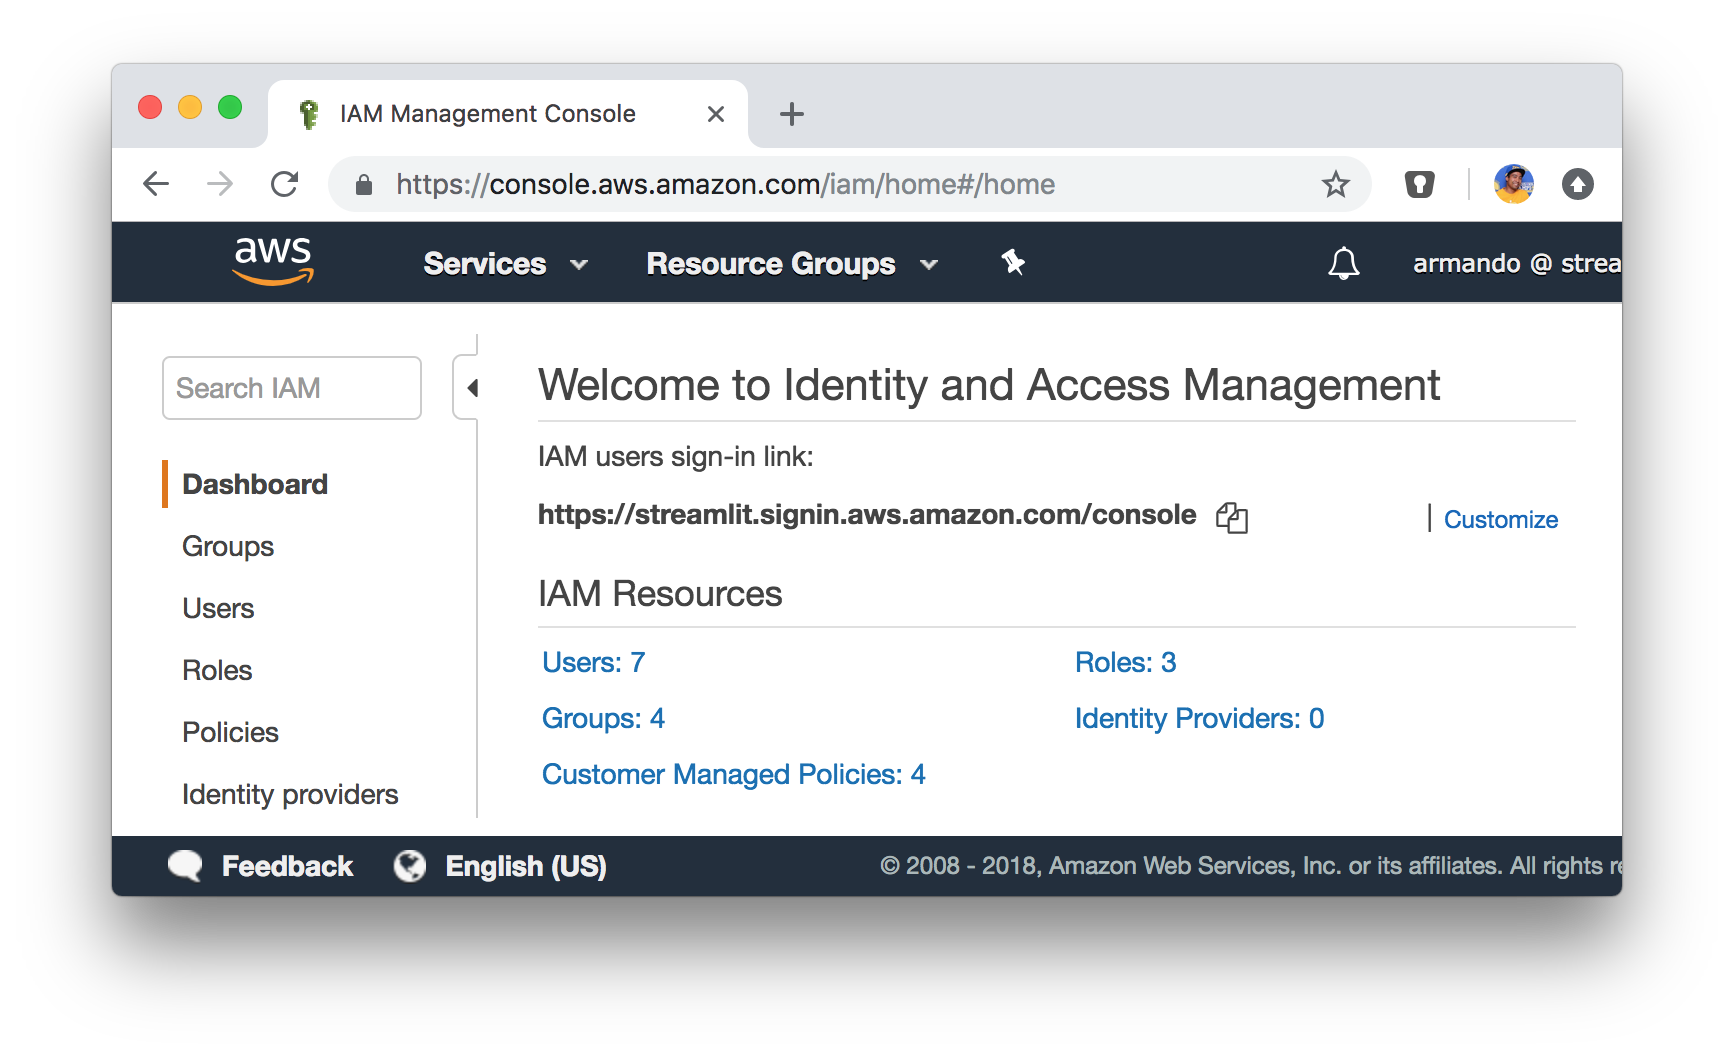 IAM Management Console
https://console.aws.amazon.com/iam/home#/home
aws
Services
Resource Groups
armando @ strea
Search IAM
Dashboard
Groups
Users
Roles
Policies
Identity providers
Welcome to Identity and Access Management
IAM users sign-in link:
https://streamlit.signin.aws.amazon.com/console
| Customize
IAM Resources
Users: 7
Roles: 3
Groups: 4
Identity Providers: 0
Customer Managed Policies: 4
Feedback
English (US)
© 2008 - 2018, Amazon Web Services, Inc. or its affiliates. All rights re